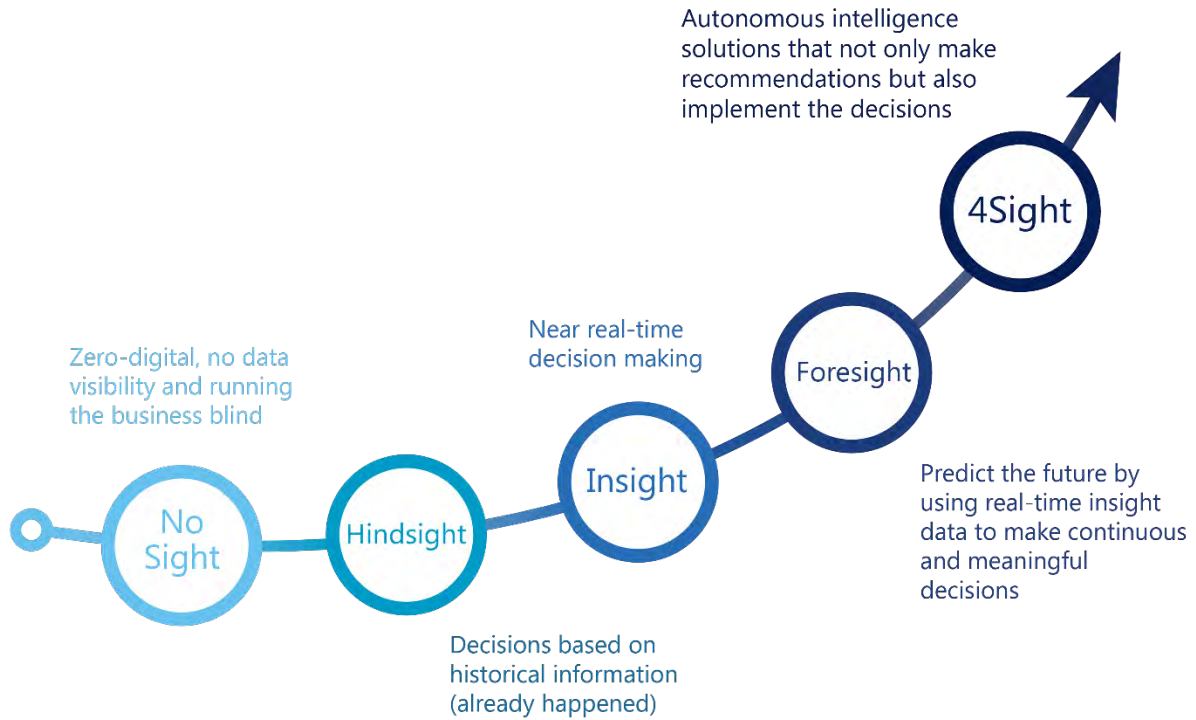 Autonomous intelligence
solutions that not only make
recommendations but also
implement the decisions
4Sight
Near real-time
decision making
Foresight
Zero-digital, no data
visibility and running
the business blind
Insight
Predict the future by
using real-time insight
data to make continuous
and meaningful
decisions
No
Sight
Hindsight
Decisions based on
historical information
(already happened)